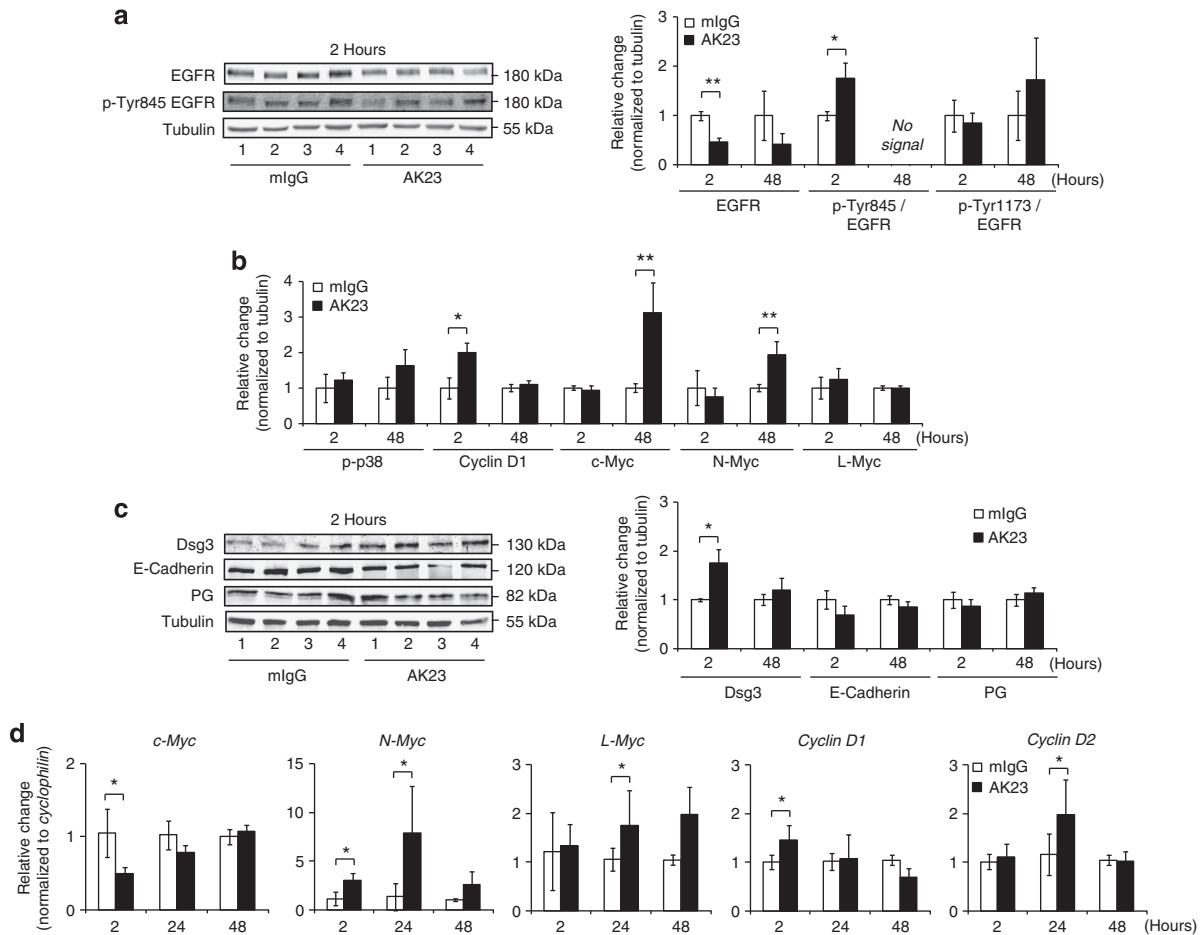 a
2 Hours
EGFR
180 kDa
p-Tyr845 EGFR
180 kDa
Tubulin
55 kDa
1 2 3 4 1 2 3 4
mIgG AK23
Relative change
(normalized to tubulin)
3
2
1
0
mIgG
AK23
**
*
No
signal
2 48 2 48 2 48 (Hours)
EGFR p-Tyr845 / p-Tyr1173 /
EGFR EGFR
b
Relative change
(normalized to tubulin)
4
3
2
1
0
mIgG
AK23
*
**
**
2 48 2 48 2 48 2 48 2 48 (Hours)
p-p38 Cyclin D1 c-Myc N-Myc L-Myc
c
2 Hours
Dsg3
130 kDa
E-Cadherin
120 kDa
PG
82 kDa
Tubulin
55 kDa
1 2 3 4 1 2 3 4
mIgG AK23
Relative change
(normalized to tubulin)
3
2
1
0
*
mIgG
AK23
2 48 2 48 2 48 (Hours)
Dsg3 E-Cadherin PG
d
Relative change
(normalized to cyclophilin)
c-Myc
2
1
0
*
2 24 48
N-Myc
15
10
5
0
*
*
2 24 48
L-Myc
3
2
1
0
*
2 24 48
Cyclin D1
3
2
1
0
*
2 24 48
Cyclin D2
3
2
1
0
mIgG
AK23
*
2 24 48 (Hours)